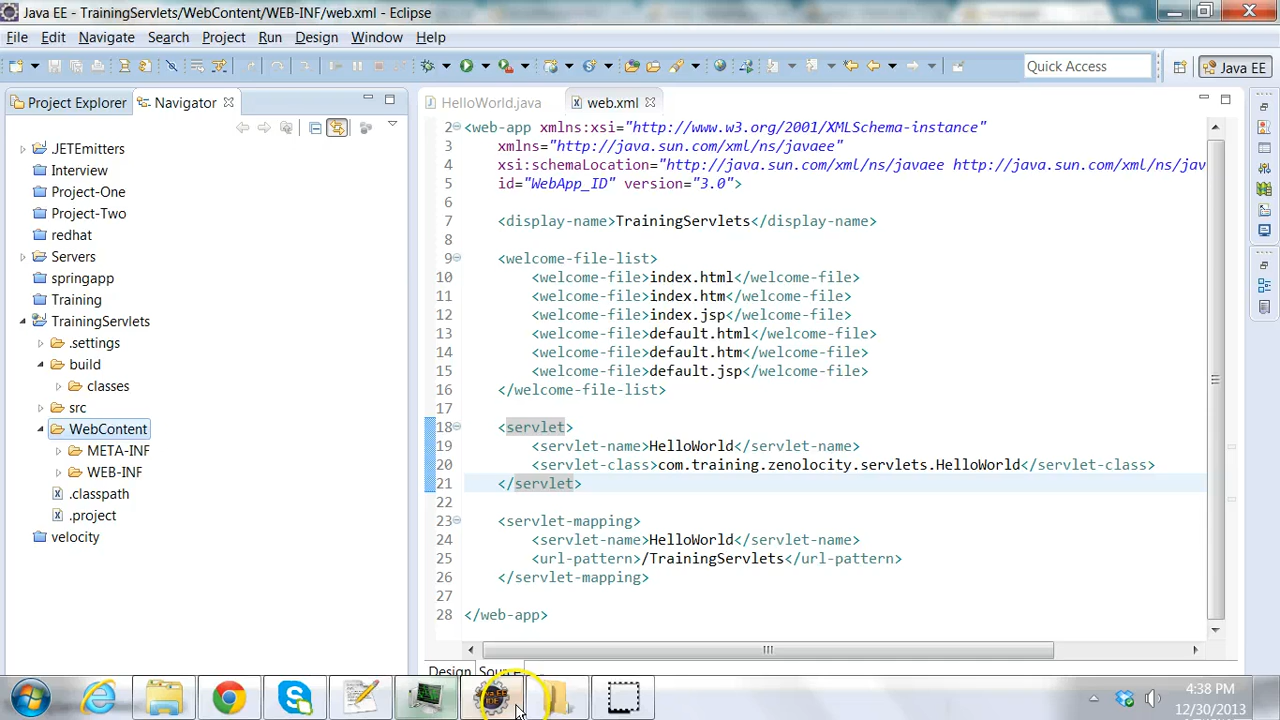 Java EE - TrainingServlets/WebContent/WEB-INF/web.xml - Eclipse
File Edit Navigate Search Project Run Design Window Help
Quick Access
Java EE
Project Explorer
Navigator
JETEmitters
Interview
Project-One
Project-Two
redhat
Servers
springapp
Training
TrainingServlets
.settings
build
classes
src
WebContent
META-INF
WEB-INF
.classpath
.project
velocity
HelloWorld.java
web.xml
2 <web-app xmlns:xsi="http://www.w3.org/2001/XMLSchema-instance"
3 xmlns="http://java.sun.com/xml/ns/javaee"
4 xsi:schemaLocation="http://java.sun.com/xml/ns/javaee http://java.sun.com/xml/ns/jav
5 id="WebApp_ID" version="3.0">
6
7 <display-name>TrainingServlets</display-name>
8
9 <welcome-file-list>
10 <welcome-file>index.html</welcome-file>
11 <welcome-file>index.htm</welcome-file>
12 <welcome-file>index.jsp</welcome-file>
13 <welcome-file>default.html</welcome-file>
14 <welcome-file>default.htm</welcome-file>
15 <welcome-file>default.jsp</welcome-file>
16 </welcome-file-list>
17
18 <servlet>
19 <servlet-name>HelloWorld</servlet-name>
20 <servlet-class>com.training.zenolocity.servlets.HelloWorld</servlet-class>
21 </servlet>
22
23 <servlet-mapping>
24 <servlet-name>HelloWorld</servlet-name>
25 <url-pattern>/TrainingServlets</url-pattern>
26 </servlet-mapping>
27
28 </web-app>
Design
4:38 PM
12/30/2013